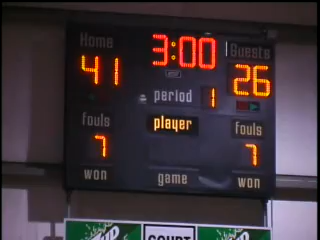 Home 3:00 Guests
41 26
period 1
fouls player fouls
7 7
won game won
COURT